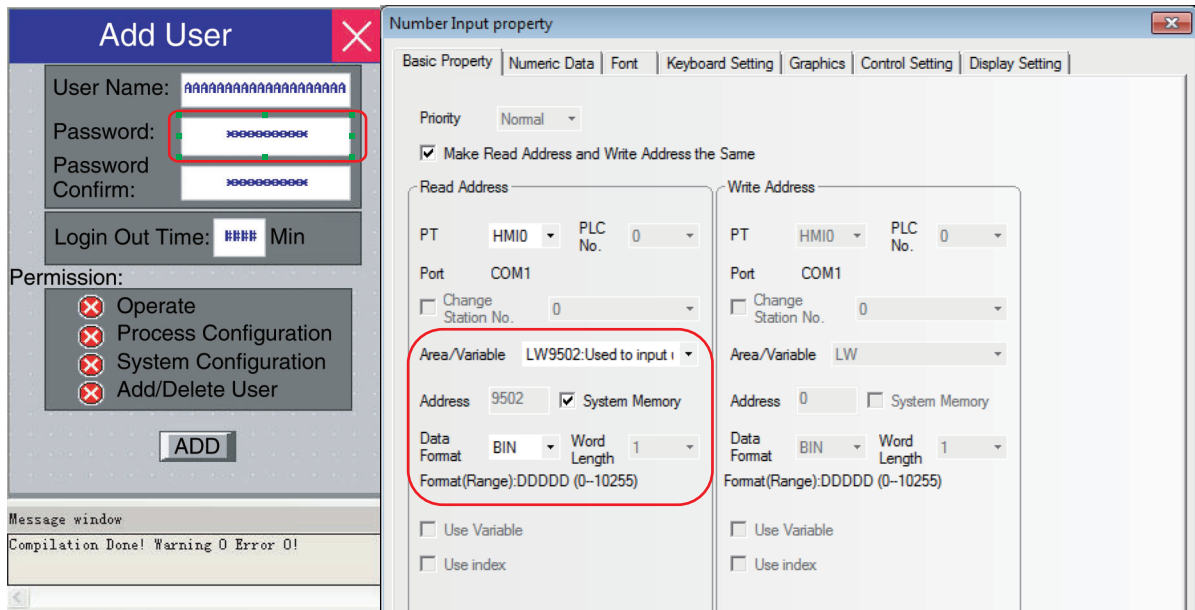 Add User
User Name: AAAAAAAAAAAAAAAAAAAA
Password: **********
Password
Confirm: **********
Login Out Time: #### Min
Permission:
Operate
Process Configuration
System Configuration
Add/Delete User
ADD
Message window
Compilation Done! Warning 0 Error 0!
Number Input property
Basic Property Numeric Data Font Keyboard Setting Graphics Control Setting Display Setting
Priority Normal
Make Read Address and Write Address the Same
Read Address
PT HMI0 PLC No. 0
Port COM1
Change Station No. 0
Area/Variable LW9502:Used to input
Address 9502 System Memory
Data Format BIN Word Length 1
Format(Range):DDDDD (0--10255)
Use Variable
Use index
Write Address
PT HMI0 PLC No. 0
Port COM1
Change Station No. 0
Area/Variable LW
Address 0 System Memory
Data Format BIN Word Length 1
Format(Range):DDDDD (0--10255)
Use Variable
Use index